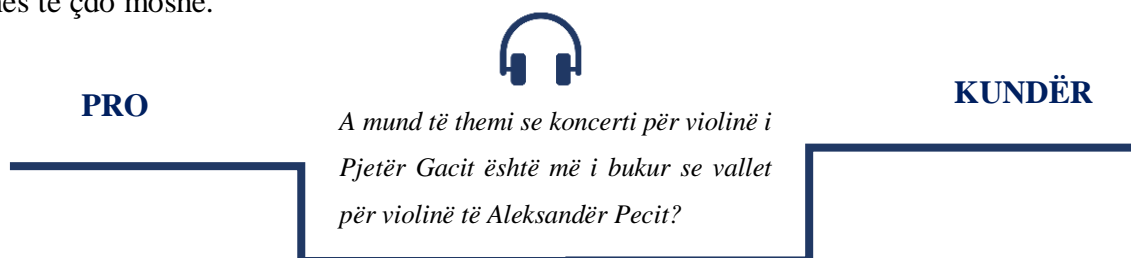 të çdo moshe.
PRO
KUNDËR
A mund të themi se koncerti për violinë i
Pjetër Gacit është më i bukur se vallet
për violinë të Aleksandër Pecit?